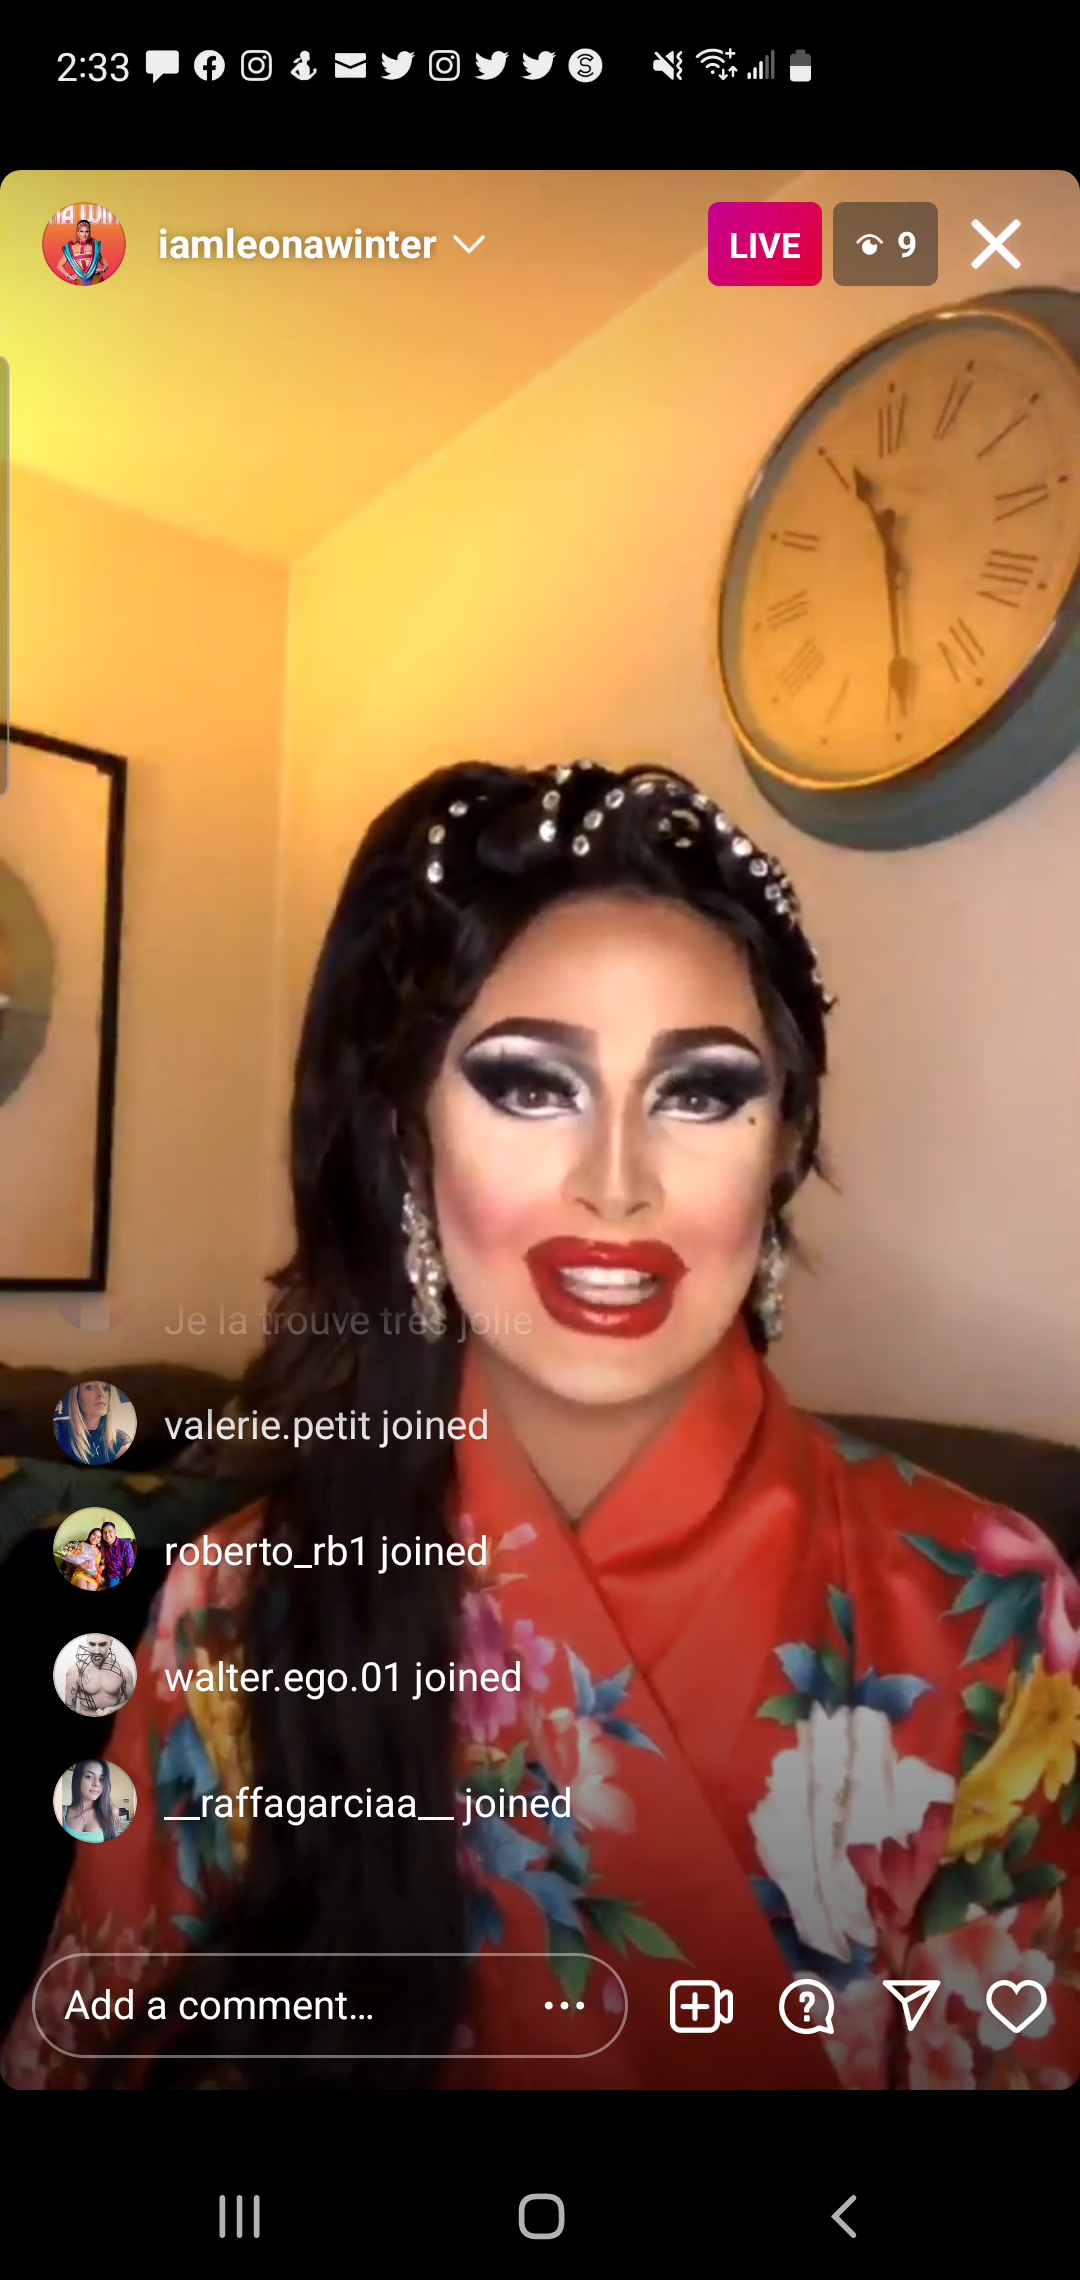 2:33
iamleonawinter
LIVE
9
Je la trouve très jolie
valerie.petit joined
roberto_rb1 joined
walter.ego.01 joined
__raffagarciaa__ joined
Add a comment...